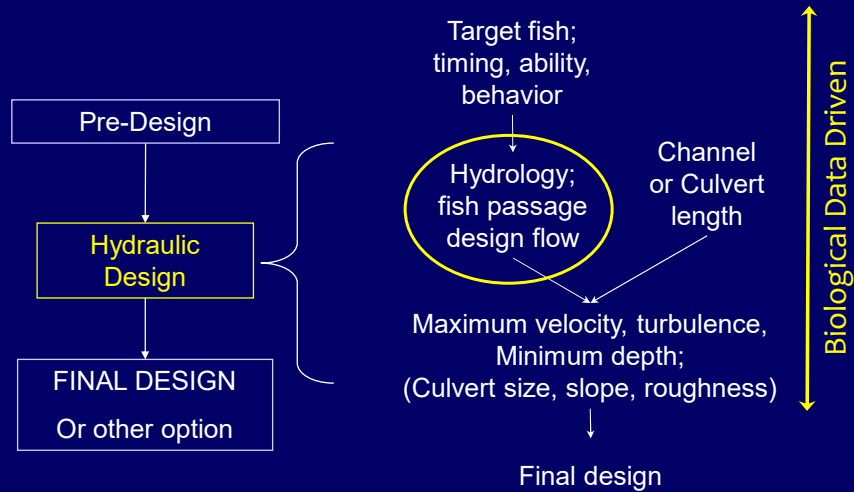 Pre-Design
Hydraulic
Design
FINAL DESIGN
Or other option
Target fish;
timing, ability,
behavior
Hydrology;
fish passage
design flow
Channel
or Culvert
length
Maximum velocity, turbulence,
Minimum depth;
(Culvert size, slope, roughness)
Final design
Biological Data Driven